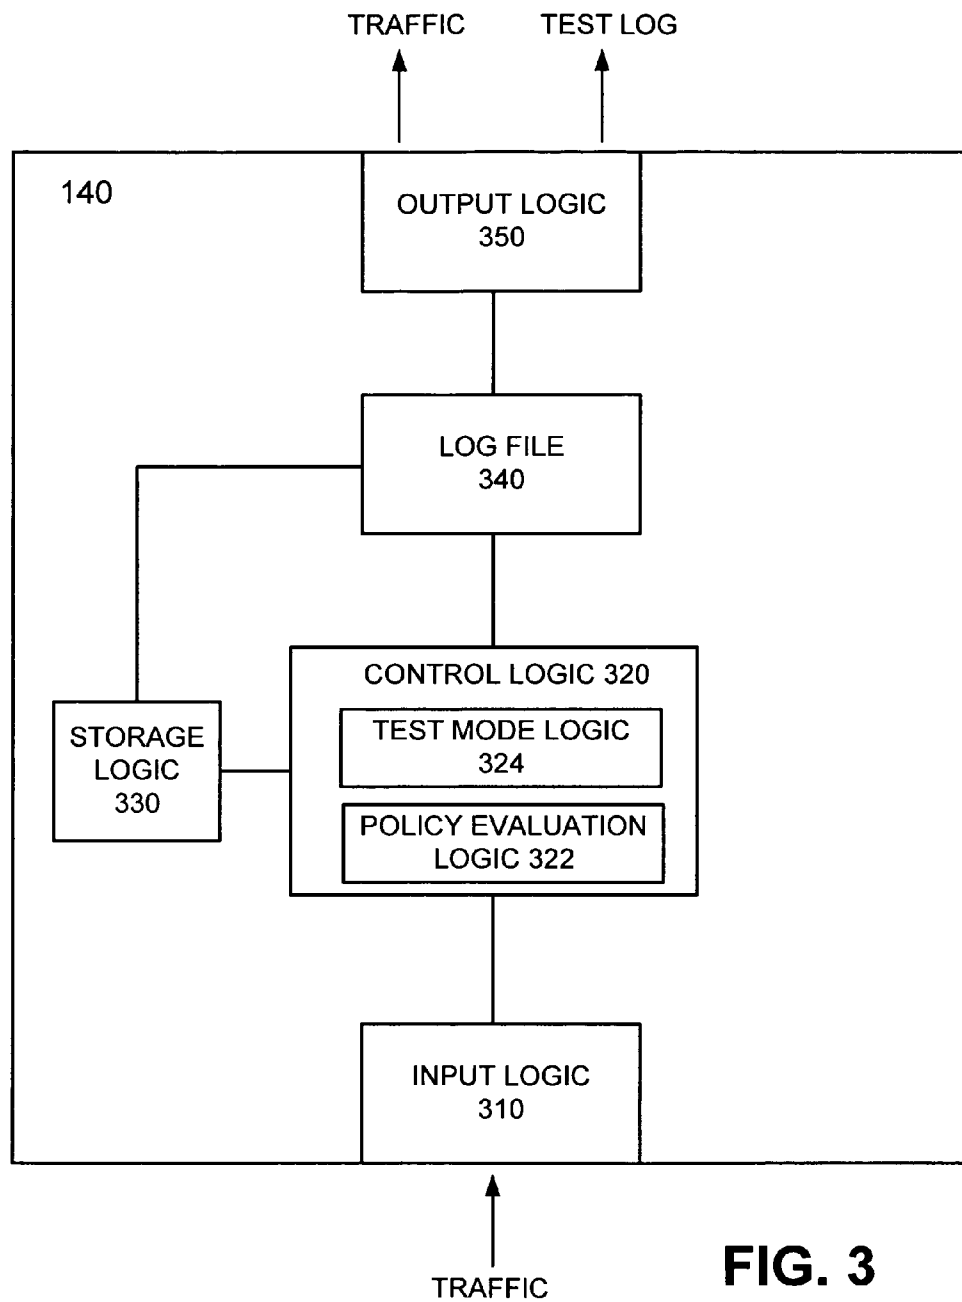 TRAFFIC
TEST LOG
140
OUTPUT LOGIC
350
LOG FILE
340
CONTROL LOGIC 320
TEST MODE LOGIC
324
STORAGE
LOGIC
330
POLICY EVALUATION
LOGIC 322
INPUT LOGIC
310
TRAFFIC
FIG. 3